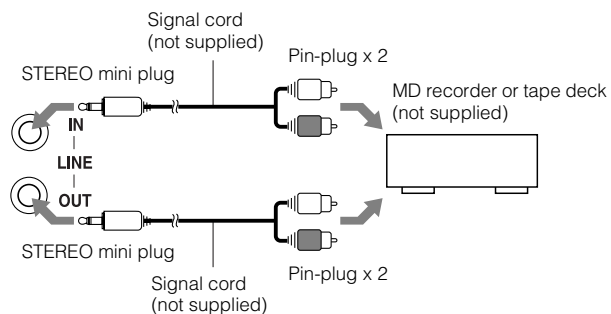 Signal cord
(not supplied)
Pin-plug x 2
STEREO mini plug
MD recorder or tape deck
(not supplied)
IN
LINE
OUT
STEREO mini plug
Pin-plug x 2
Signal cord
(not supplied)